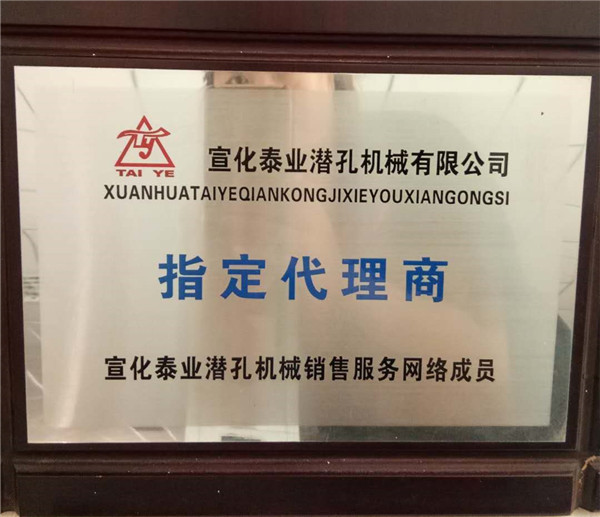 TAI YE
宣化泰业潜孔机械有限公司
XUANHUATAIYEQIANKONGJIXIEYOUXIANGONGSI
指定代理商
宣化泰业潜孔机械销售服务网络成员